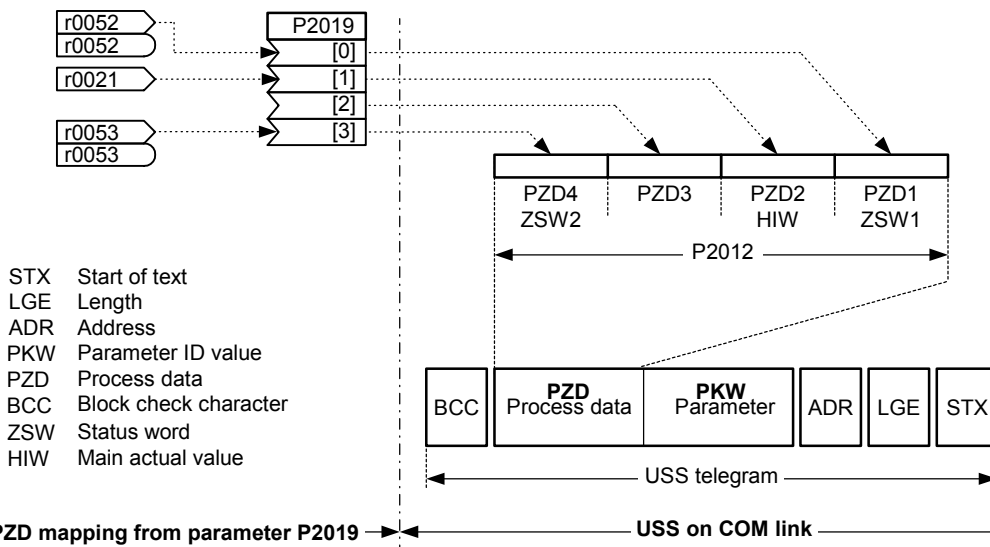 r0052
r0052
r0021
r0053
r0053
P2019
[0]
[1]
[2]
[3]
PZD4
ZSW2
PZD3
PZD2
HIW
PZD1
ZSW1
P2012
STX Start of text
LGE Length
ADR Address
PKW Parameter ID value
PZD Process data
BCC Block check character
ZSW Status word
HIW Main actual value
BCC
PZD
Process data
PKW
Parameter
ADR
LGE
STX
USS telegram
PZD mapping from parameter P2019
USS on COM link